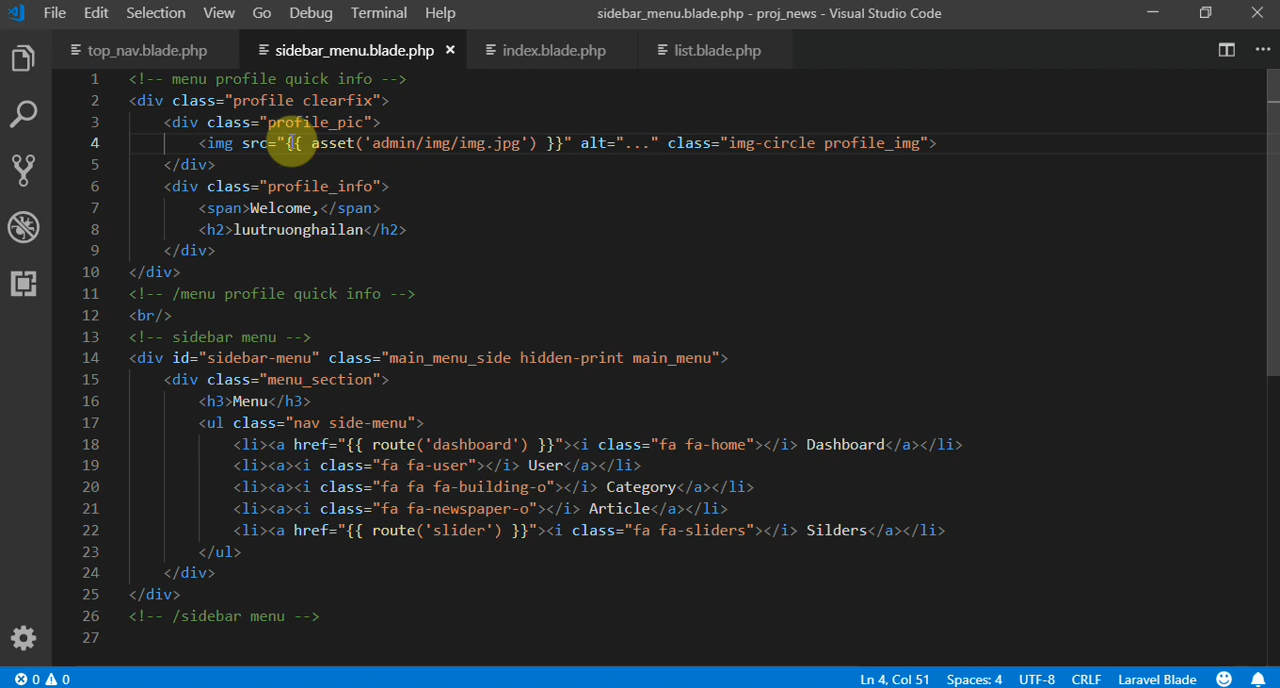 File Edit Selection View Go Debug Terminal Help sidebar_menu.blade.php - proj_news - Visual Studio Code
top_nav.blade.php sidebar_menu.blade.php × index.blade.php list.blade.php
1 <!-- menu profile quick info -->
2 <div class="profile clearfix">
3 <div class="profile_pic">
4 <img src="{{ asset('admin/img/img.jpg') }}" alt="..." class="img-circle profile_img">
5 </div>
6 <div class="profile_info">
7 <span>Welcome,</span>
8 <h2>luutruonghailan</h2>
9 </div>
10 </div>
11 <!-- /menu profile quick info -->
12 <br/>
13 <!-- sidebar menu -->
14 <div id="sidebar-menu" class="main_menu_side hidden-print main_menu">
15 <div class="menu_section">
16 <h3>Menu</h3>
17 <ul class="nav side-menu">
18 <li><a href="{{ route('dashboard') }}"><i class="fa fa-home"></i> Dashboard</a></li>
19 <li><a><i class="fa fa-user"></i> User</a></li>
20 <li><a><i class="fa fa fa-building-o"></i> Category</a></li>
21 <li><a><i class="fa fa-newspaper-o"></i> Article</a></li>
22 <li><a href="{{ route('slider') }}"><i class="fa fa-sliders"></i> Silders</a></li>
23 </ul>
24 </div>
25 </div>
26 <!-- /sidebar menu -->
27
0 0 Ln 4, Col 51 Spaces: 4 UTF-8 CRLF Laravel Blade